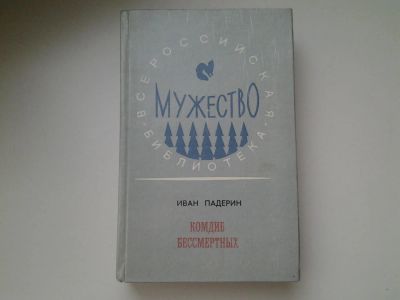 ВСЕРОССИЙСКАЯ
МУЖЕСТВО
БИБЛИОТЕКА
ИВАН ПАДЕРИН
КОМДИВ
БЕССМЕРТНЫХ